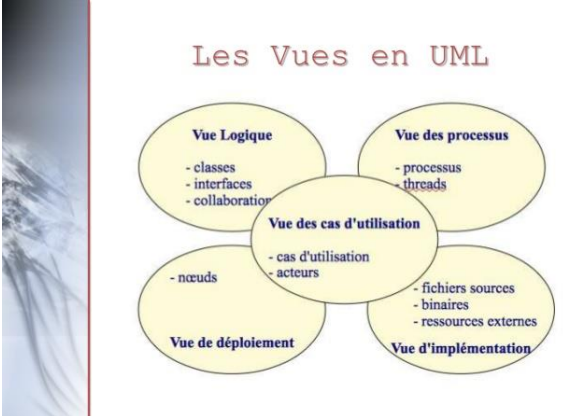 Les Vues en UML
Vue Logique
- classes
- interfaces
- collaboration
Vue des processus
- processus
- threads
Vue des cas d'utilisation
- cas d'utilisation
- acteurs
- nœuds
Vue de déploiement
- fichiers sources
- binaires
- ressources externes
Vue d'implémentation